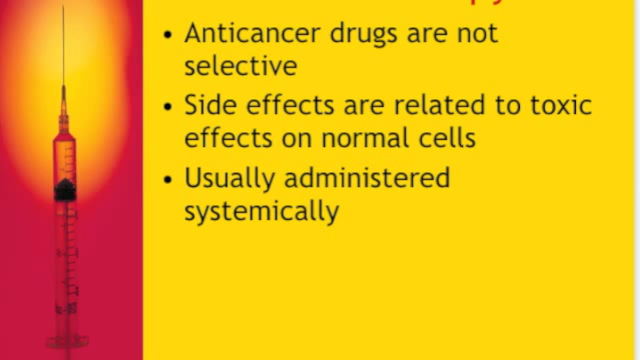 • Anticancer drugs are not
selective
• Side effects are related to toxic
effects on normal cells
• Usually administered
systemically